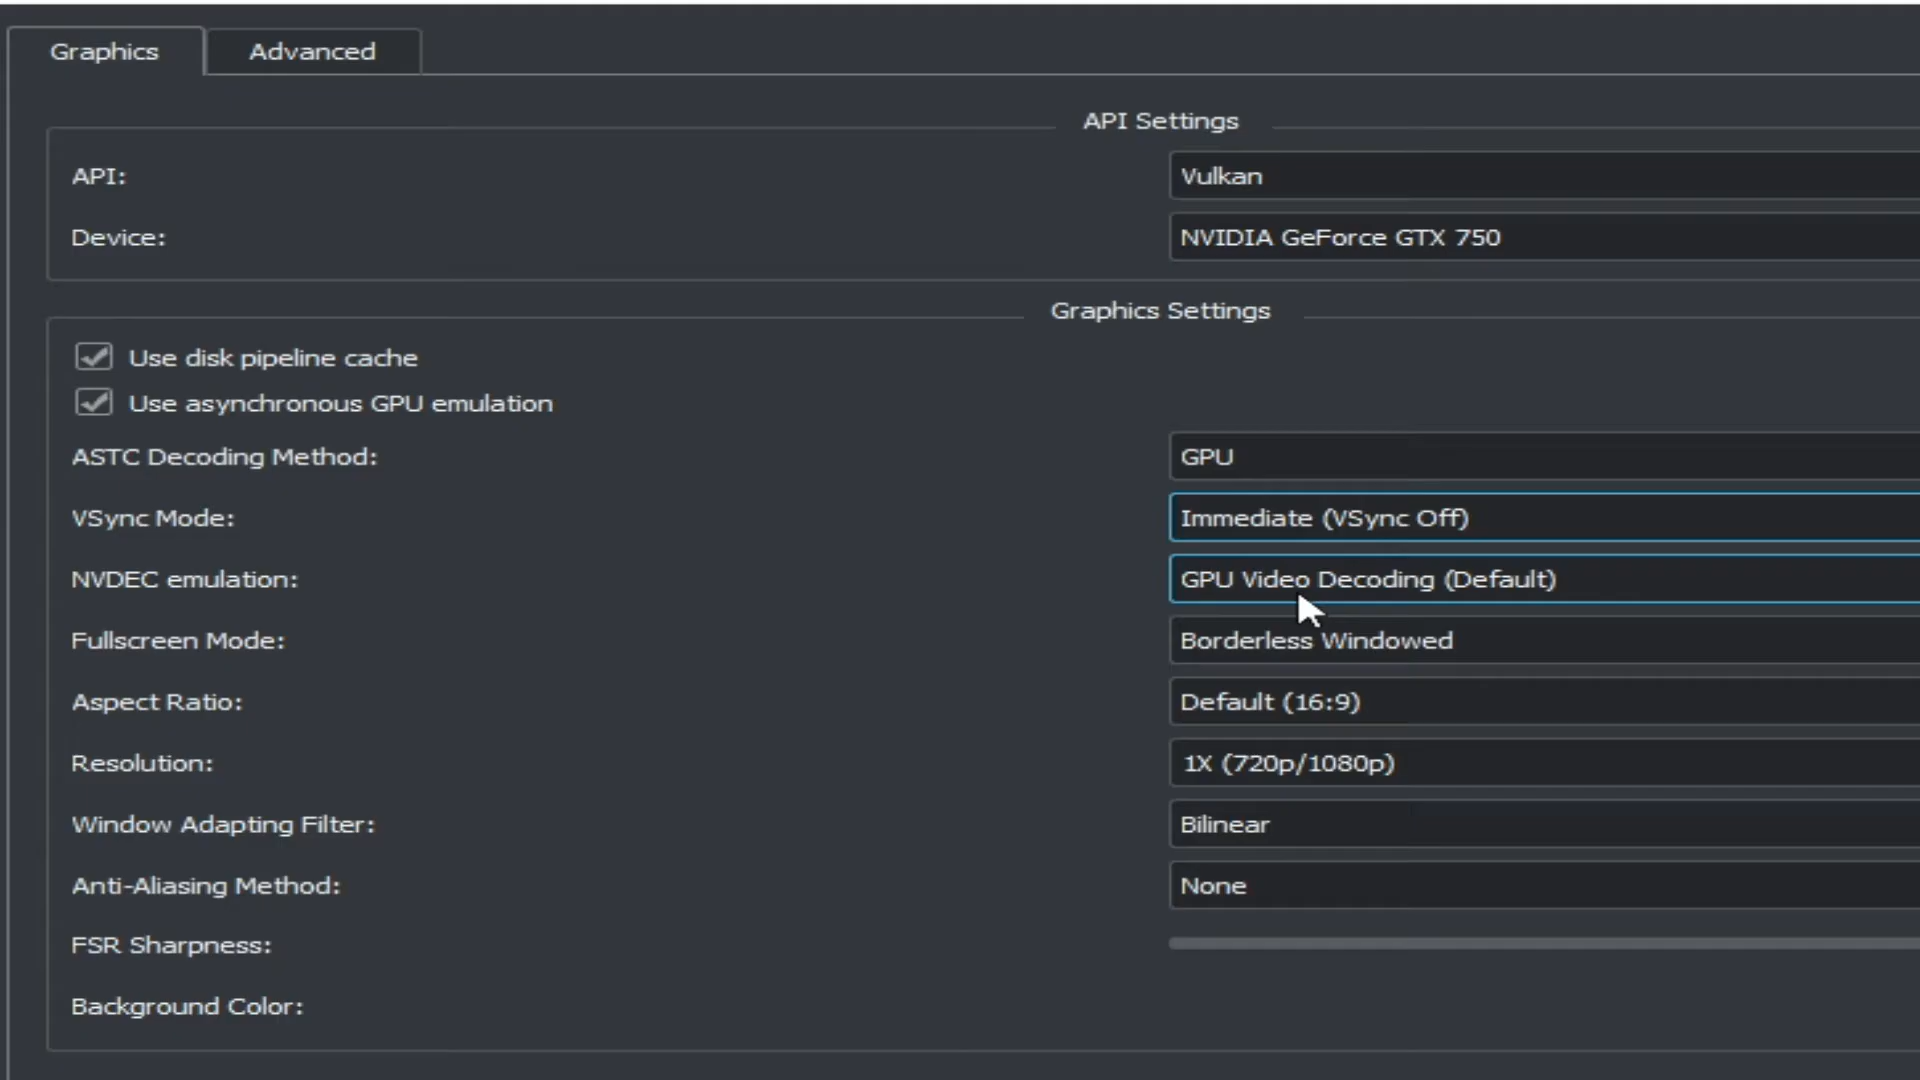 Graphics Advanced
API Settings
API: Vulkan
Device: NVIDIA GeForce GTX 750
Graphics Settings
Use disk pipeline cache
Use asynchronous GPU emulation
ASTC Decoding Method: GPU
VSync Mode: Immediate (VSync Off)
NVDEC emulation: GPU Video Decoding (Default)
Fullscreen Mode: Borderless Windowed
Aspect Ratio: Default (16:9)
Resolution: 1X (720p/1080p)
Window Adapting Filter: Bilinear
Anti-Aliasing Method: None
FSR Sharpness:
Background Color: